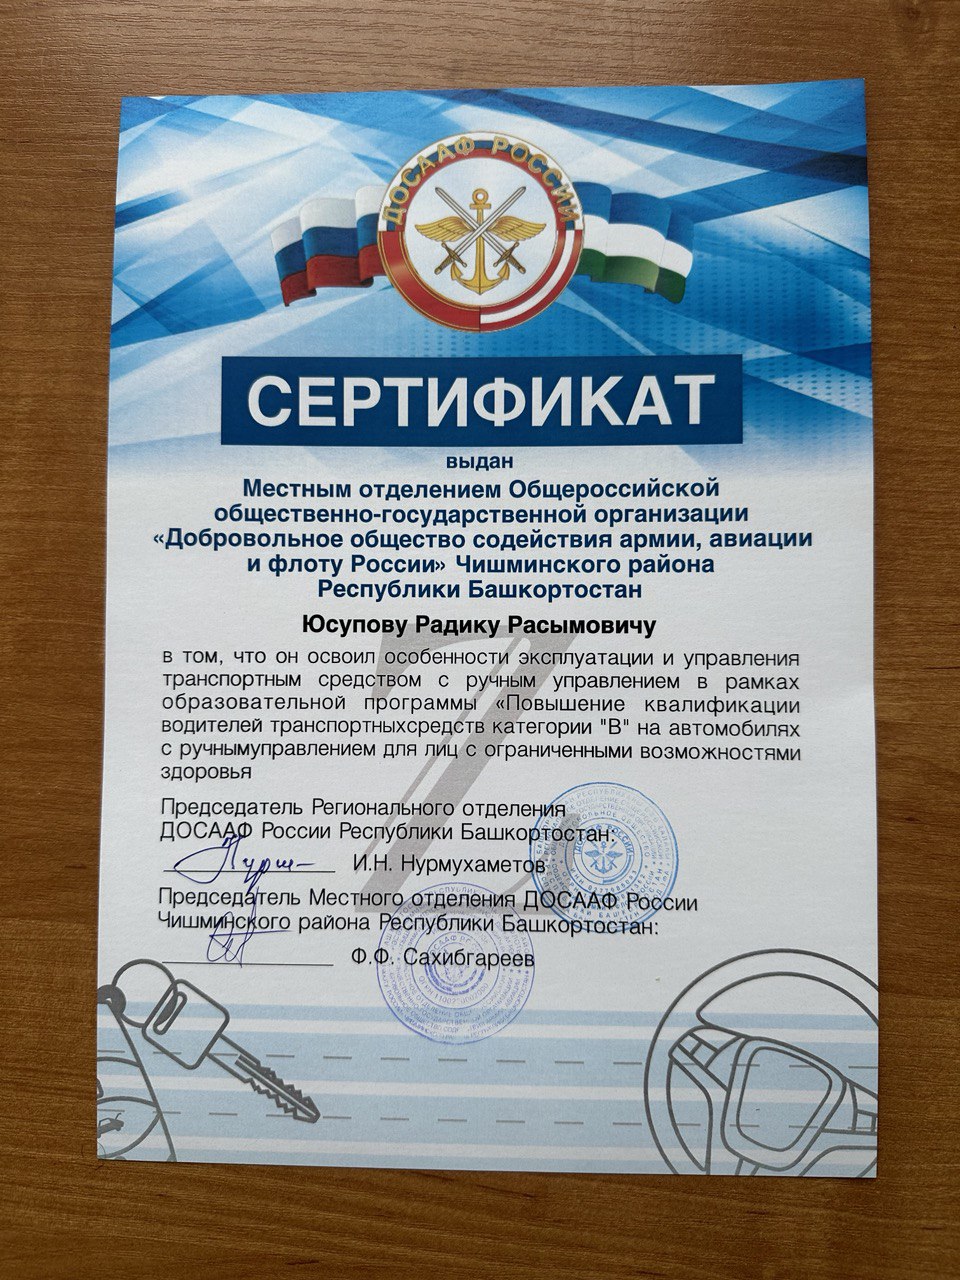 ДОСААФ РОССИИ
СЕРТИФИКАТ
выдан
Местным отделением Общероссийской
общественно-государственной организации
«Добровольное общество содействия армии, авиации
и флоту России» Чишминского района
Республики Башкортостан
Юсупову Радику Расымовичу
в том, что он освоил особенности эксплуатации и управления
транспортным средством с ручным управлением в рамках
образовательной программы «Повышение квалификации
водителей транспортныхсредств категории "В" на автомобилях
с ручнымуправлением для лиц с ограниченными возможностями
здоровья
Председатель Регионального отделения
ДОСААФ России Республики Башкортостан:
И.Н. Нурмухаметов
Председатель Местного отделения ДОСААФ России
Чишминского района Республики Башкортостан:
Ф.Ф. Сахибгареев